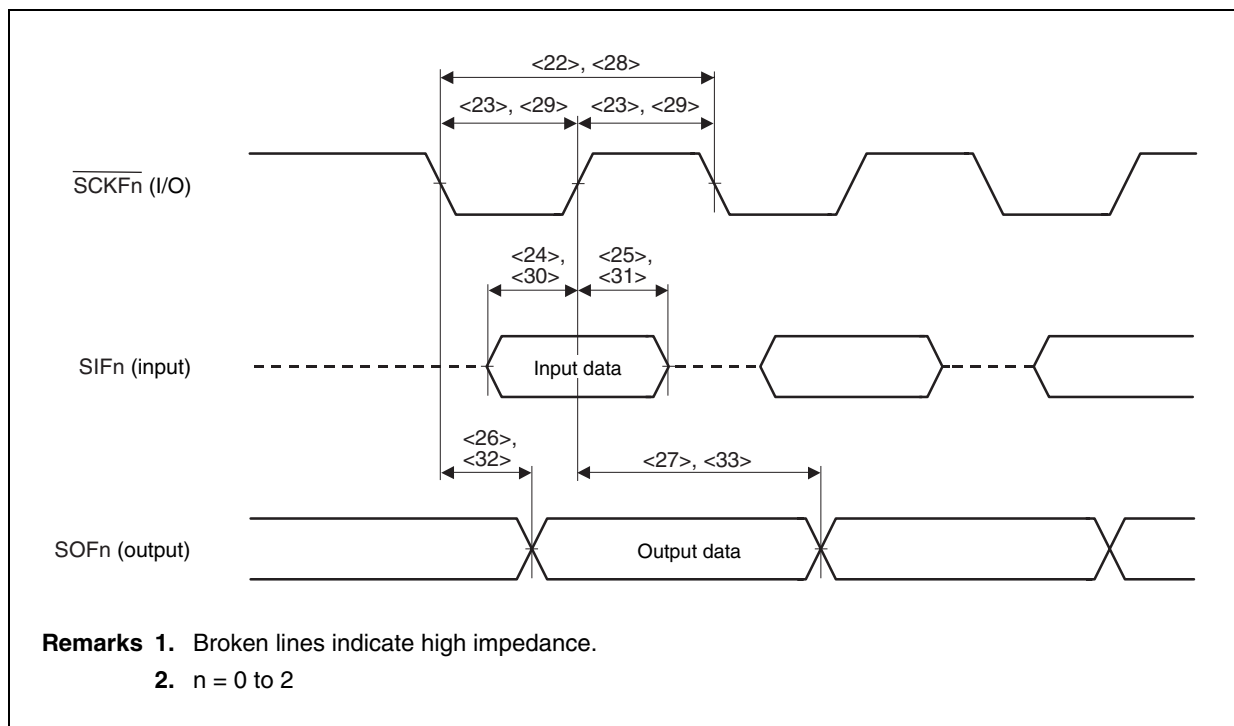 <22>, <28>
<23>, <29> <23>, <29>
SCKFn (I/O)
<24>, <25>,
<30> <31>
SIFn (input)
Input data
<26>,
<32>
<27>, <33>
SOFn (output)
Output data
Remarks 1. Broken lines indicate high impedance.
2. n = 0 to 2